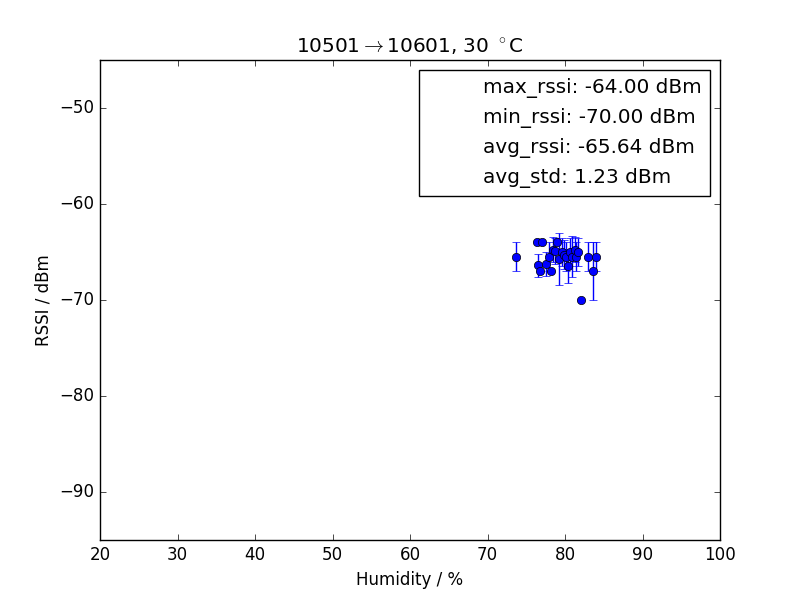 10501→10601, 30 °C
max_rssi: -64.00 dBm
min_rssi: -70.00 dBm
avg_rssi: -65.64 dBm
avg_std: 1.23 dBm
RSSI / dBm
−50
−60
−70
−80
−90
20 30 40 50 60 70 80 90 100
Humidity / %